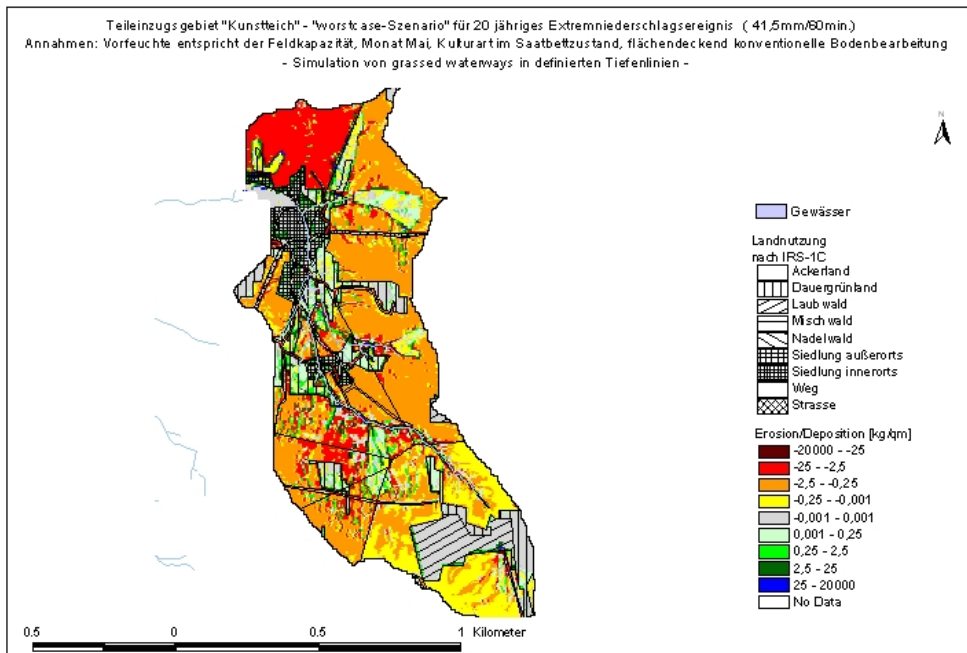 Teileinzugsgebiet "Kunstteich" - "worstcase-Szenario" für 20 jähriges Extremniederschlagsereignis ( 41,5mm/60min.)
Annahmen: Vorfeuchte entspricht der Feldkapazität, Monat Mai, Kulturart im Saatbettzustand, flächendeckend konventionelle Bodenbearbeitung
- Simulation von grassed waterways in definierten Tiefenlinien -
N
Gewässer
Landnutzung
nach IRS-1C
Ackerland
Dauergrünland
Laubwald
Mischwald
Nadelwald
Siedlung außerorts
Siedlung innerorts
Weg
Strasse
Erosion/Deposition [kg/qm]
-20000 - -25
-25 - -2,5
-2,5 - -0,25
-0,25 - -0,001
-0,001 - 0,001
0,001 - 0,25
0,25 - 2,5
2,5 - 25
25 - 20000
No Data
0.5 0 0.5 1 Kilometer